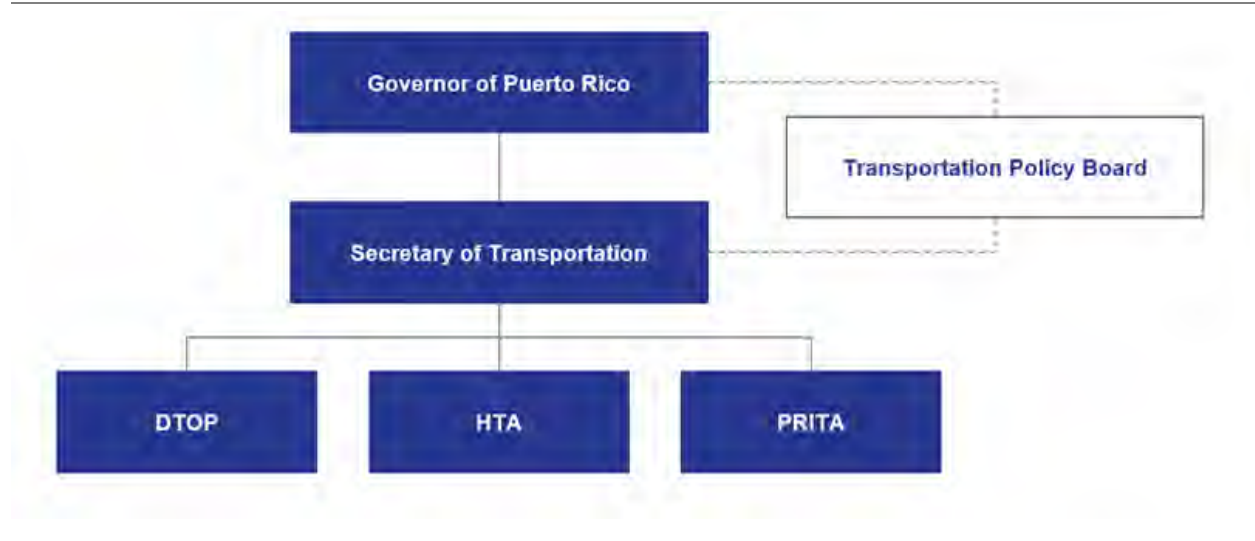 Governor of Puerto Rico
Transportation Policy Board
Secretary of Transportation
DTOP
HTA
PRITA